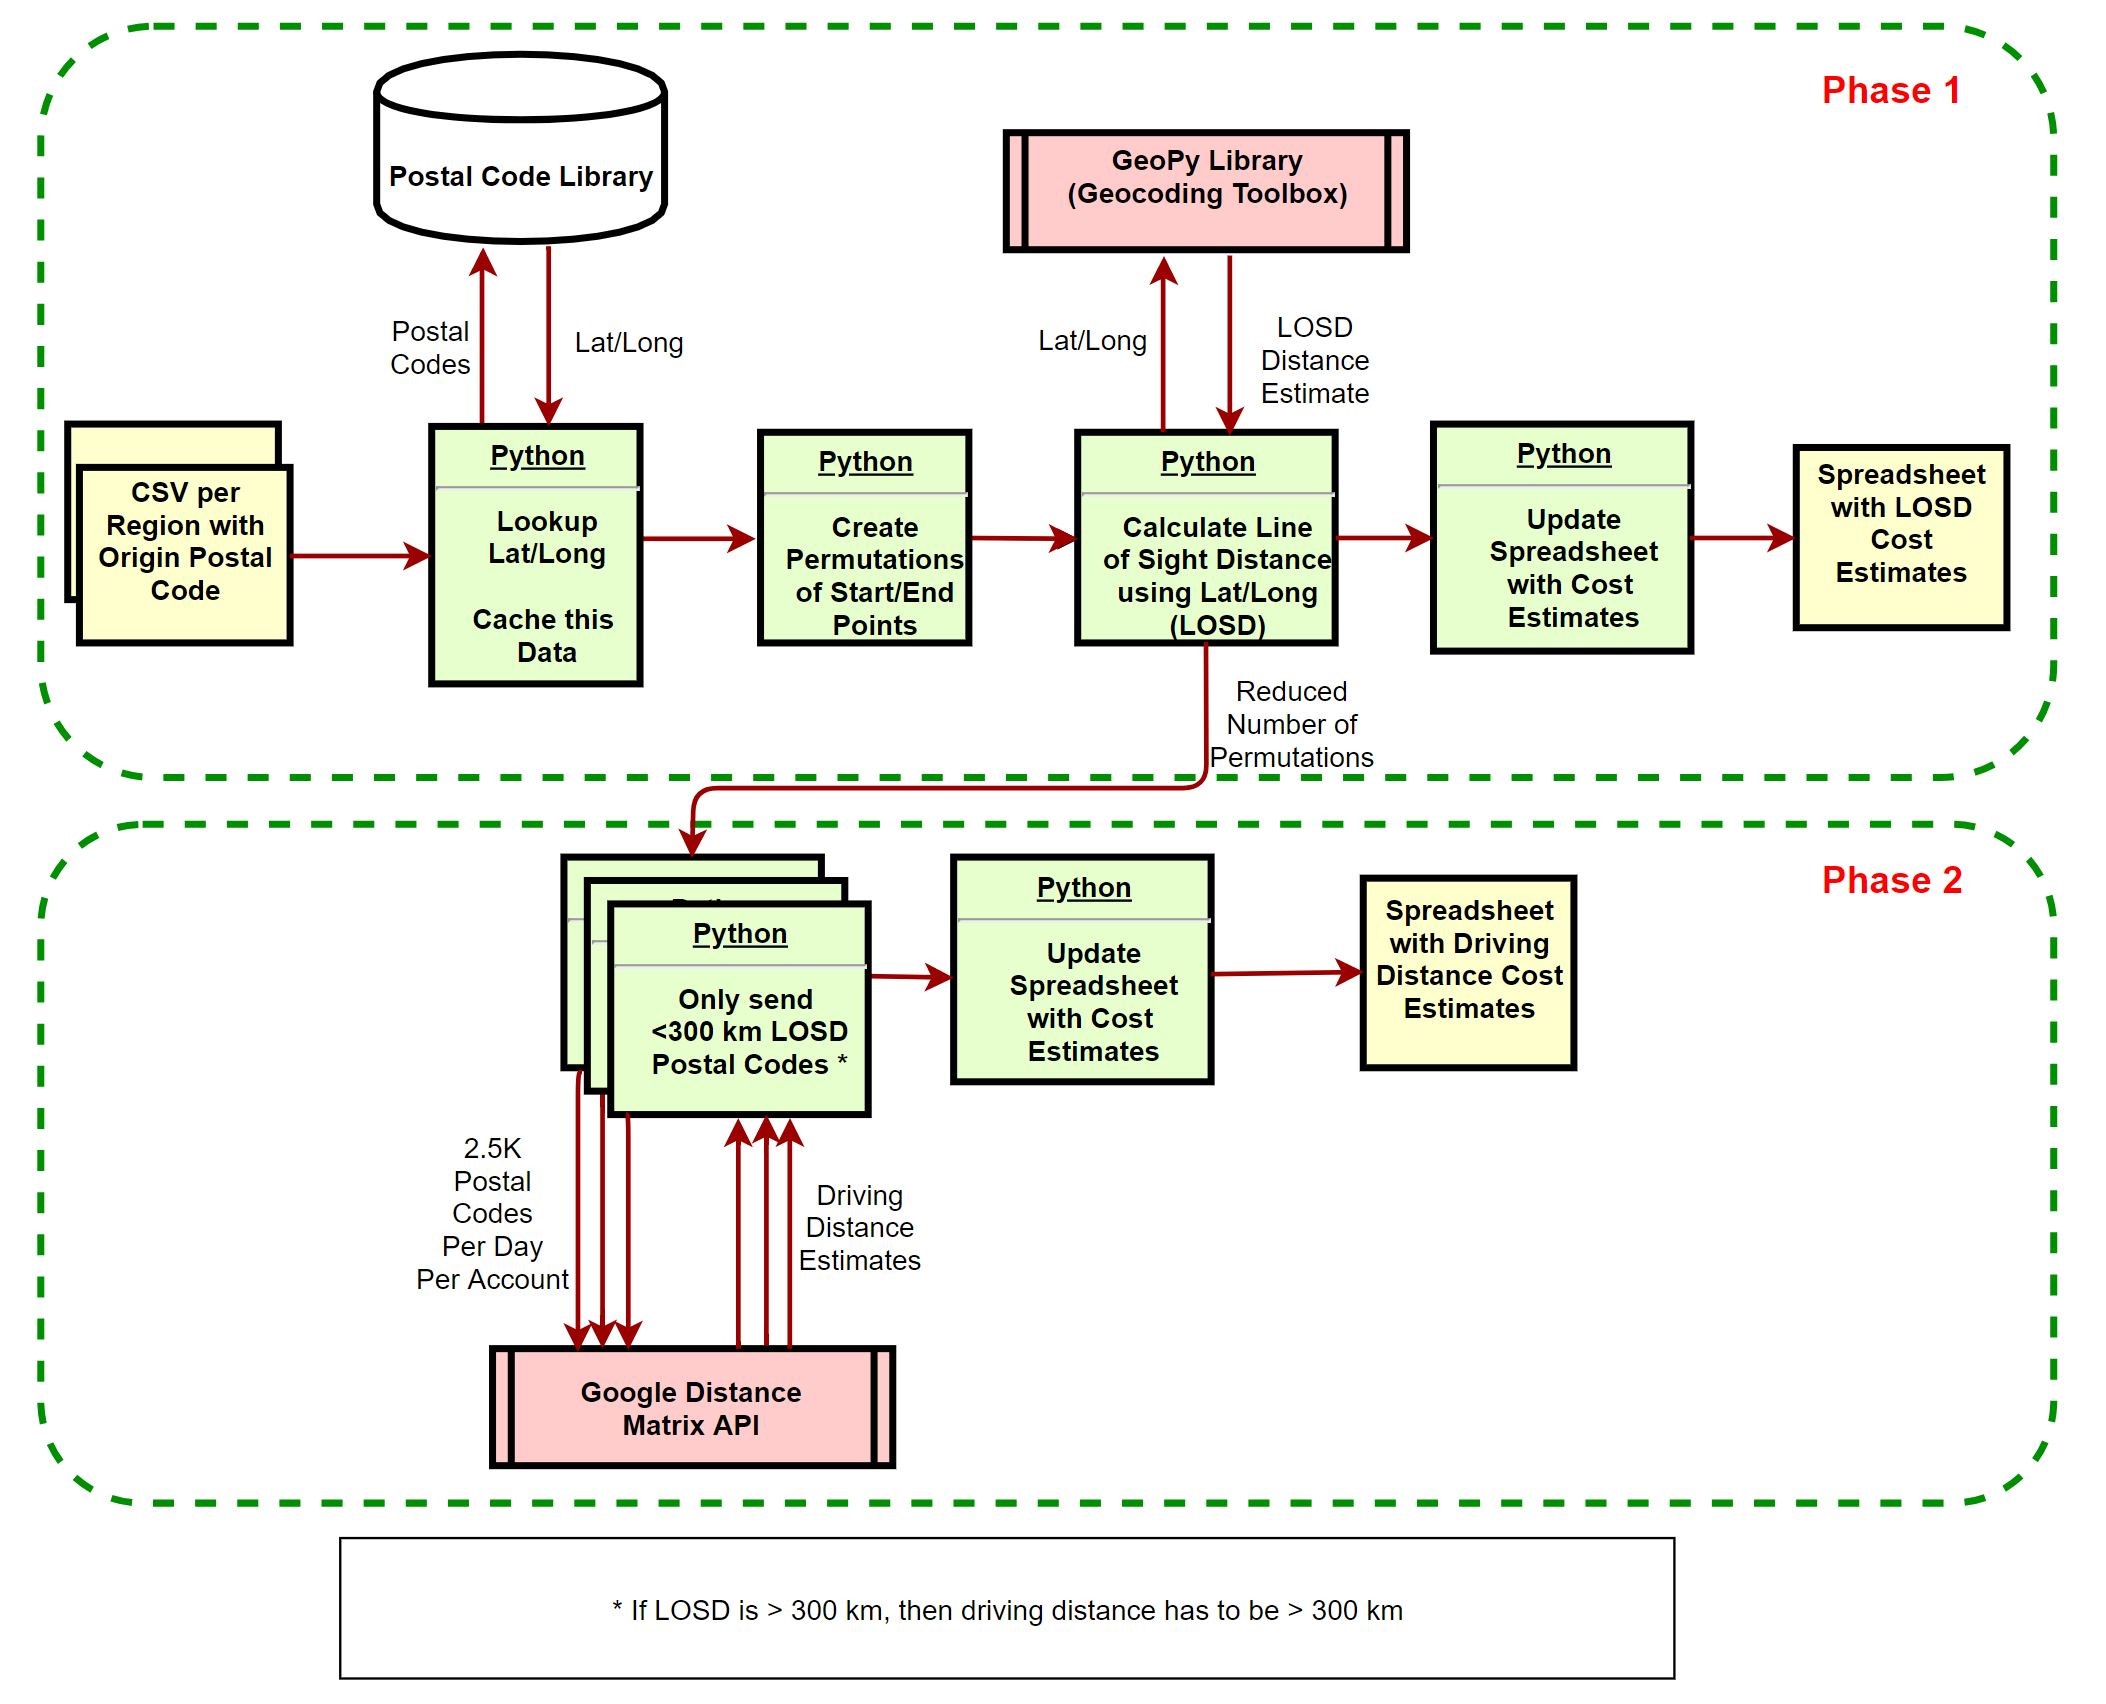 Phase 1
Postal Code Library
GeoPy Library
(Geocoding Toolbox)
Postal
Codes
Lat/Long
Lat/Long
LOSD
Distance
Estimate
CSV per
Region with
Origin Postal
Code
Python
Lookup
Lat/Long
Cache this
Data
Python
Create
Permutations
of Start/End
Points
Python
Calculate Line
of Sight Distance
using Lat/Long
(LOSD)
Python
Update
Spreadsheet
with Cost
Estimates
Spreadsheet
with LOSD
Cost
Estimates
Reduced
Number of
Permutations
Phase 2
Python
Only send
<300 km LOSD
Postal Codes *
Python
Update
Spreadsheet
with Cost
Estimates
Spreadsheet
with Driving
Distance Cost
Estimates
2.5K
Postal
Codes
Per Day
Per Account
Driving
Distance
Estimates
Google Distance
Matrix API
* If LOSD is > 300 km, then driving distance has to be > 300 km